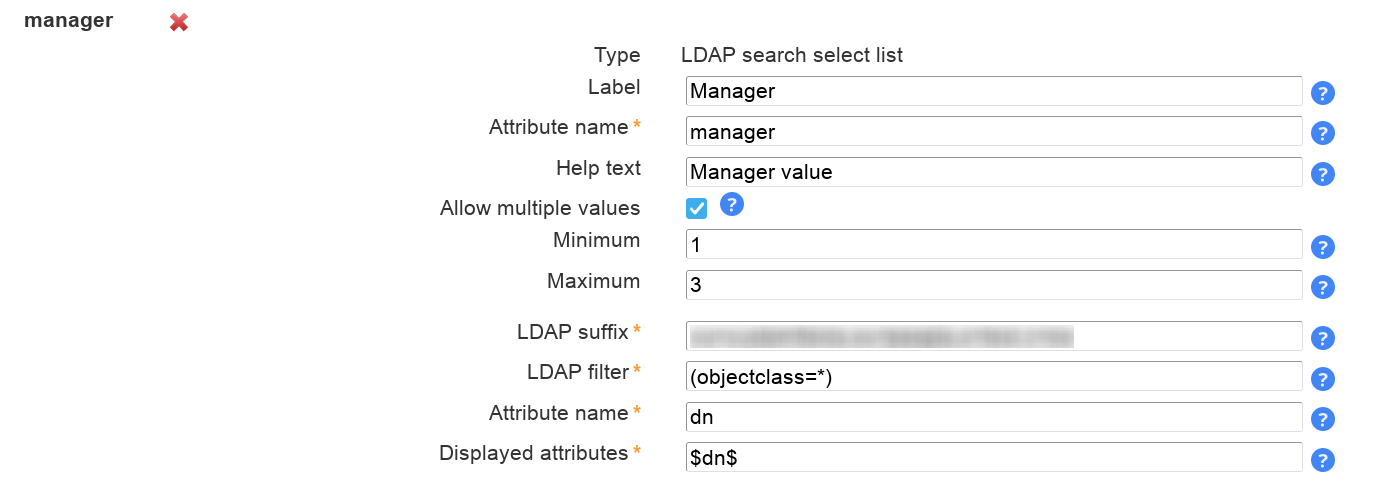 manager
Type LDAP search select list
Label Manager ?
Attribute name * manager ?
Help text Manager value ?
Allow multiple values ?
Minimum 1 ?
Maximum 3 ?
LDAP suffix * ?
LDAP filter * (objectclass=*) ?
Attribute name * dn ?
Displayed attributes * $dn$ ?